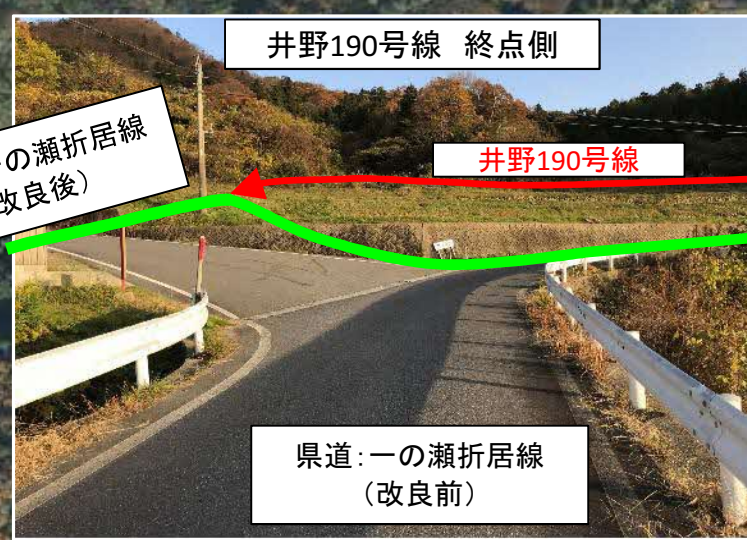 井野190号線 終点側
の瀬折居線
改良後）
井野190号線
県道：一の瀬折居線
（改良前）